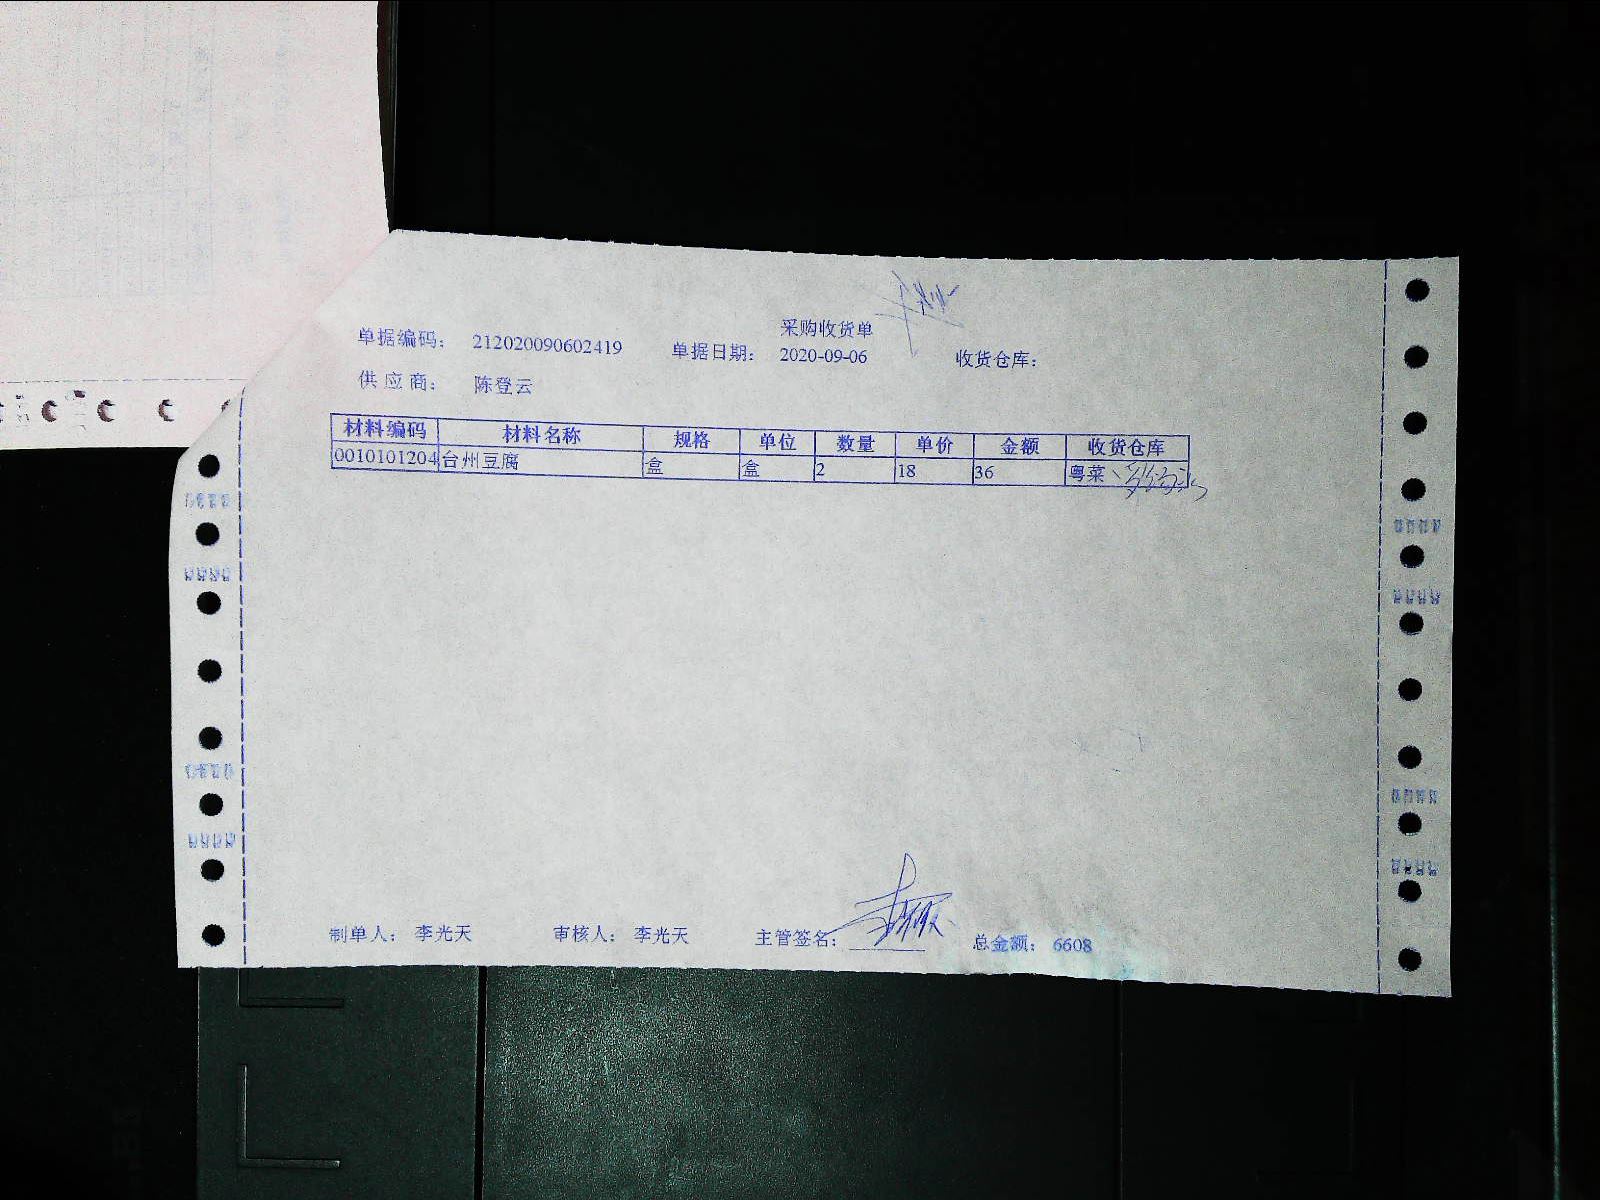 采购收货单
单据编码： 212020090602419 单据日期： 2020-09-06 收货仓库：
供应商： 陈登云
材料编码 材料名称 规格 单位 数量 单价 金额 收货仓库
0010101204 台州豆腐 盒 盒 2 18 36 粤菜
制单人： 李光天 审核人： 李光天 主管签名： 总金额： 6608